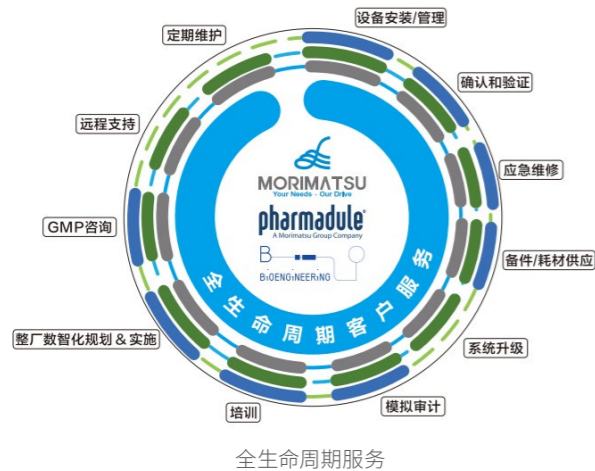 设备安装/管理
定期维护
确认和验证
远程支持
应急维修
MORIMATSU
Your Needs - Our Drive
pharmadule®
A Morimatsu Group Company
GMP咨询
BIOENGINEERING
备件/耗材供应
全生命周期客户服务
整厂数智化规划 & 实施
系统升级
培训
模拟审计
全生命周期服务